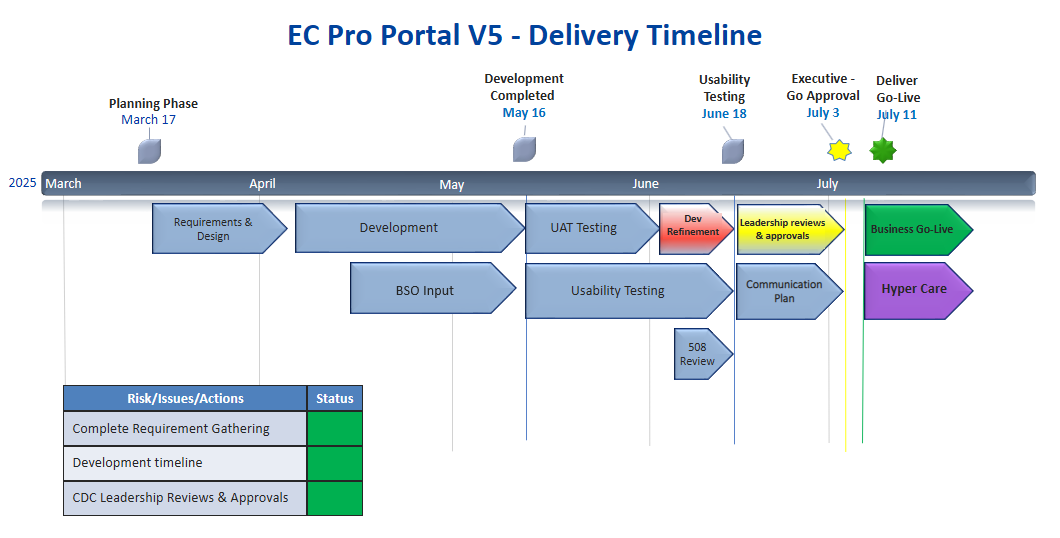 EC Pro Portal V5 - Delivery Timeline
Planning Phase
March 17
Development
Completed
May 16
Usability
Testing
June 18
Executive -
Go Approval
July 3
Deliver
Go-Live
July 11
2025
March
April
May
June
July
Requirements &
Design
Development
UAT Testing
Dev
Refinement
Leadership reviews
& approvals
Business Go-Live
BSO Input
Usability Testing
Communication
Plan
Hyper Care
508
Review
Risk/Issues/Actions Status
Complete Requirement Gathering
Development timeline
CDC Leadership Reviews & Approvals